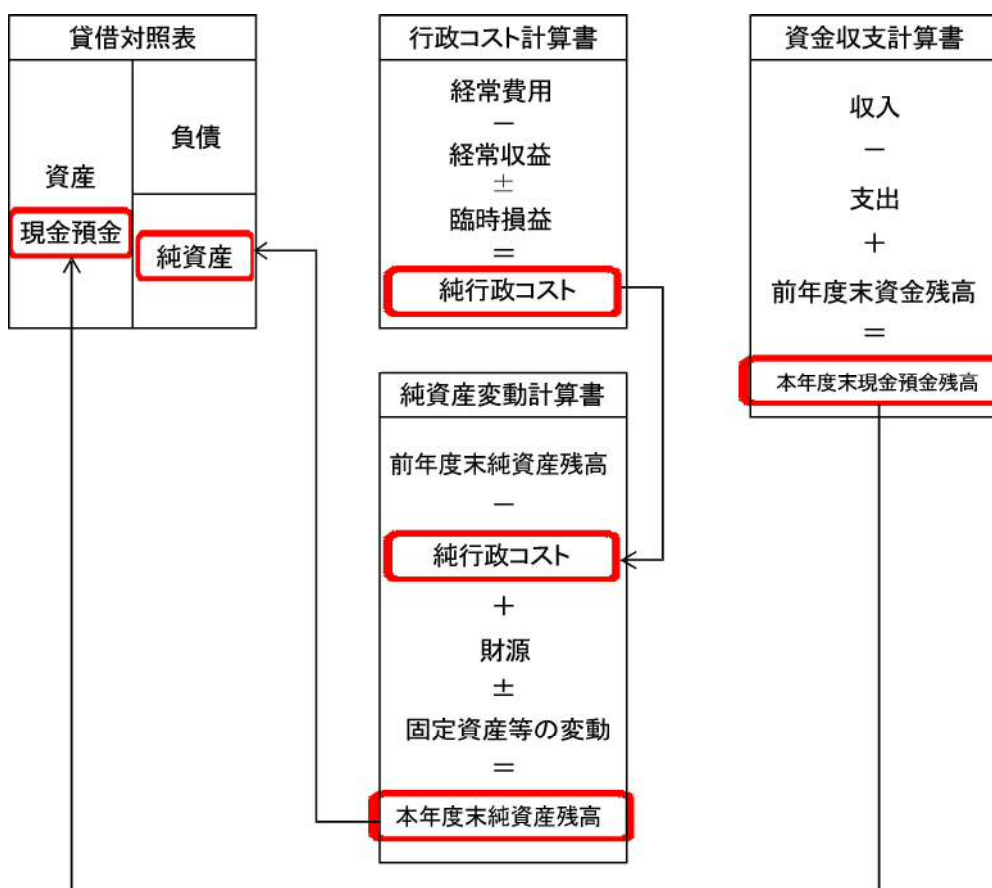 貸借対照表
資産
現金預金
負債
純資産
行政コスト計算書
経常費用
－
経常収益
±
臨時損益
＝
純行政コスト
純資産変動計算書
前年度末純資産残高
－
純行政コスト
＋
財源
±
固定資産等の変動
＝
本年度末純資産残高
資金収支計算書
収入
－
支出
＋
前年度末資金残高
＝
本年度末現金預金残高